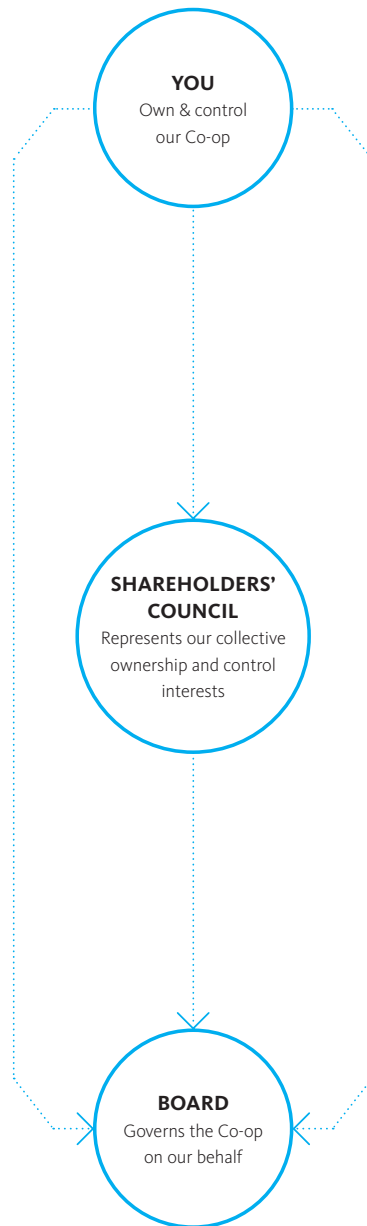 YOU
Own & control
our Co-op
SHAREHOLDERS’
COUNCIL
Represents our collective
ownership and control
interests
BOARD
Governs the Co-op
on our behalf